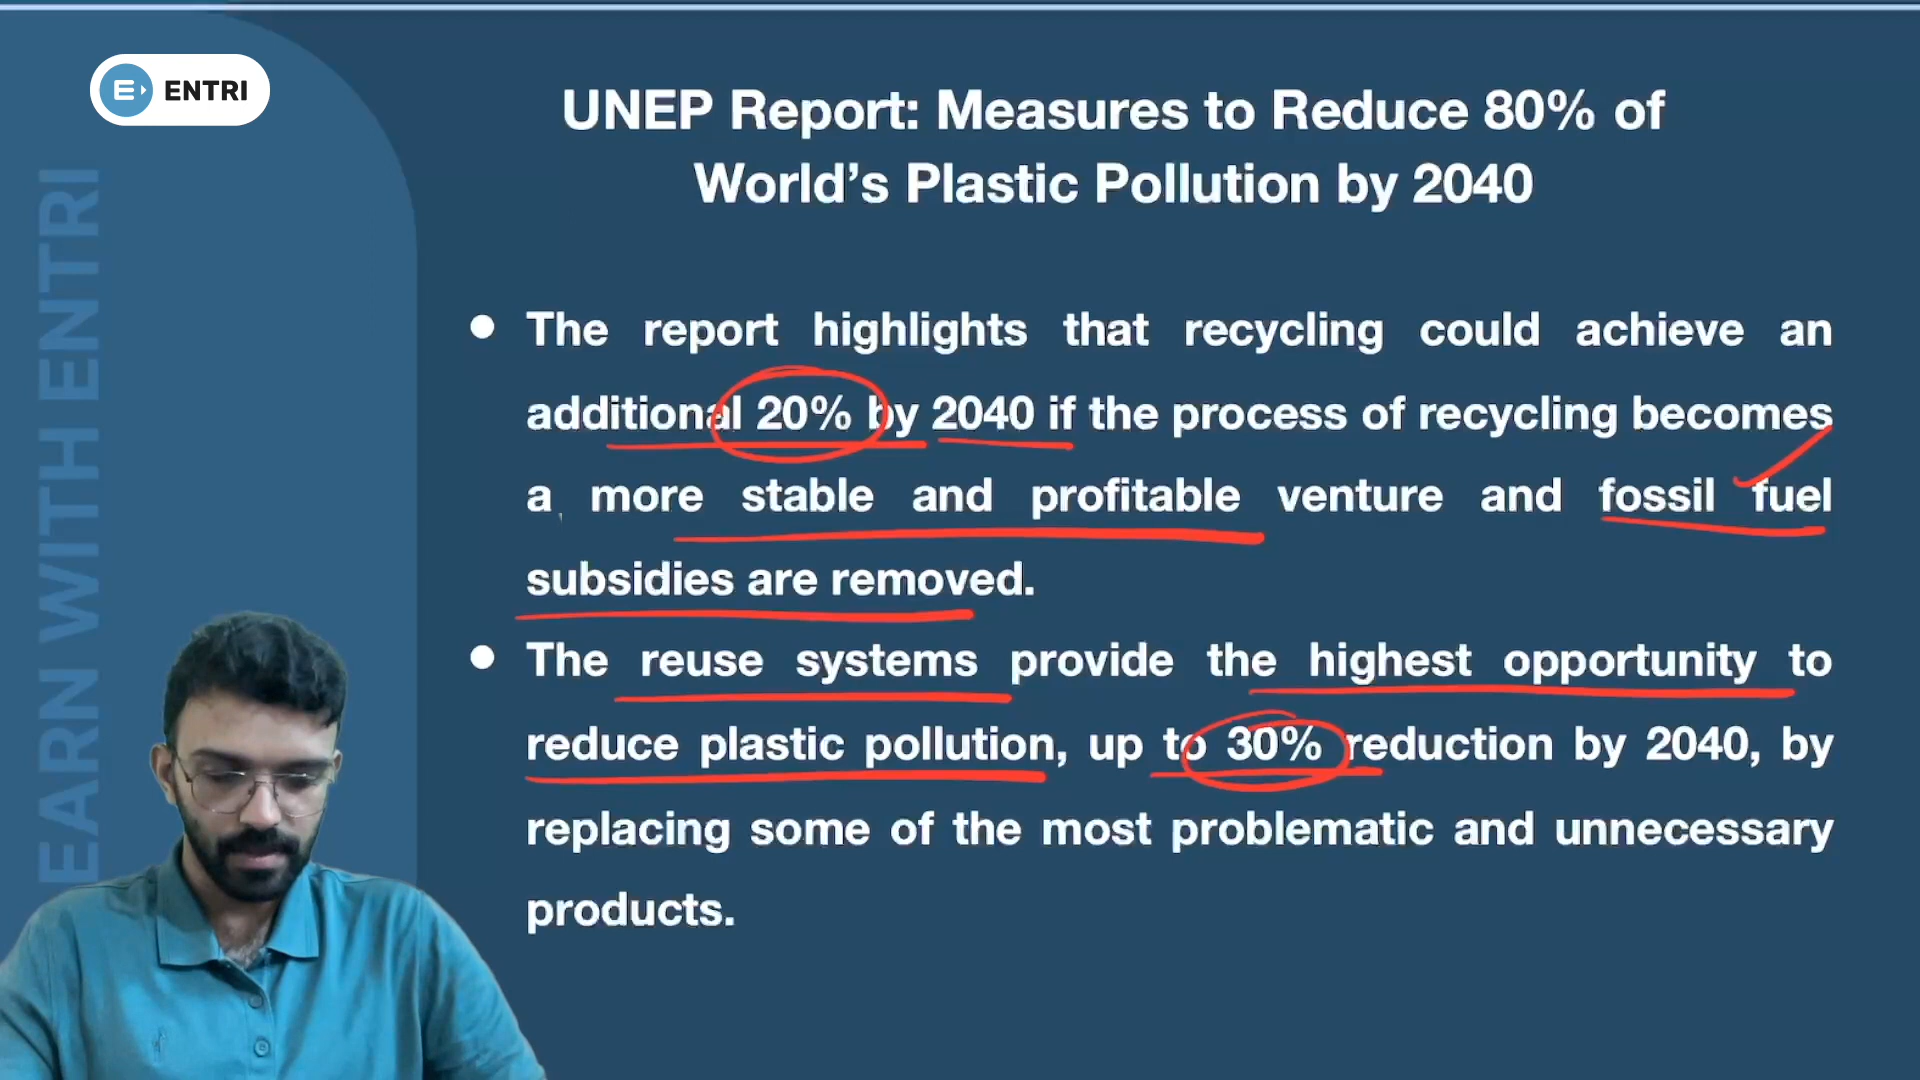 ENTRI
EARN WITH ENTRI
UNEP Report: Measures to Reduce 80% of
World’s Plastic Pollution by 2040
● The report highlights that recycling could achieve an
additional 20% by 2040 if the process of recycling becomes
a more stable and profitable venture and fossil fuel
subsidies are removed.
● The reuse systems provide the highest opportunity to
reduce plastic pollution, up to 30% reduction by 2040, by
replacing some of the most problematic and unnecessary
products.